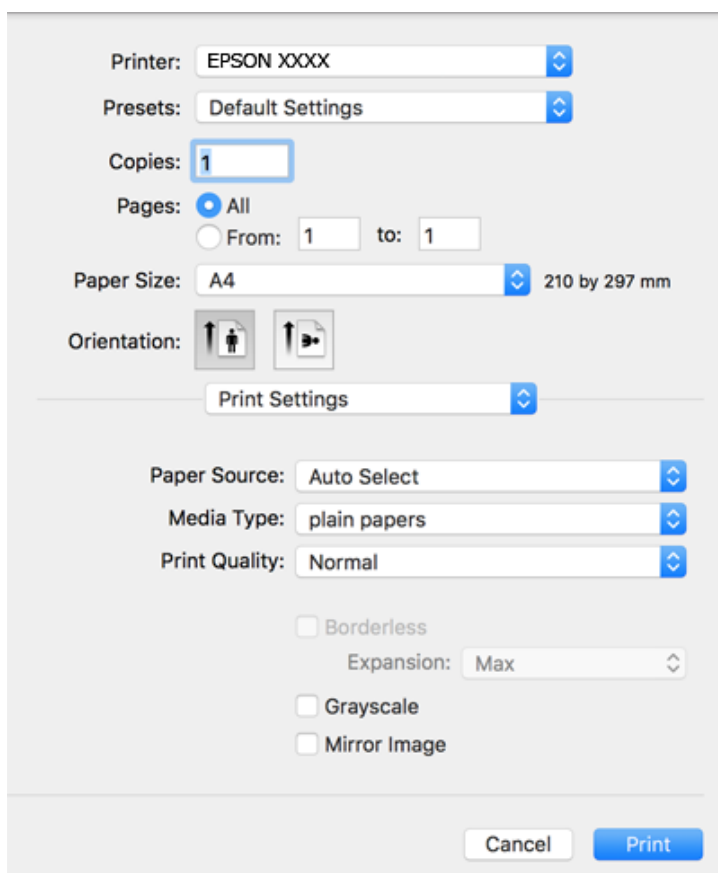 Printer: EPSON XXXX
Presets: Default Settings
Copies: 1
Pages: All
From: 1 to: 1
Paper Size: A4 210 by 297 mm
Orientation:
Print Settings
Paper Source: Auto Select
Media Type: plain papers
Print Quality: Normal
Borderless
Expansion: Max
Grayscale
Mirror Image
Cancel Print